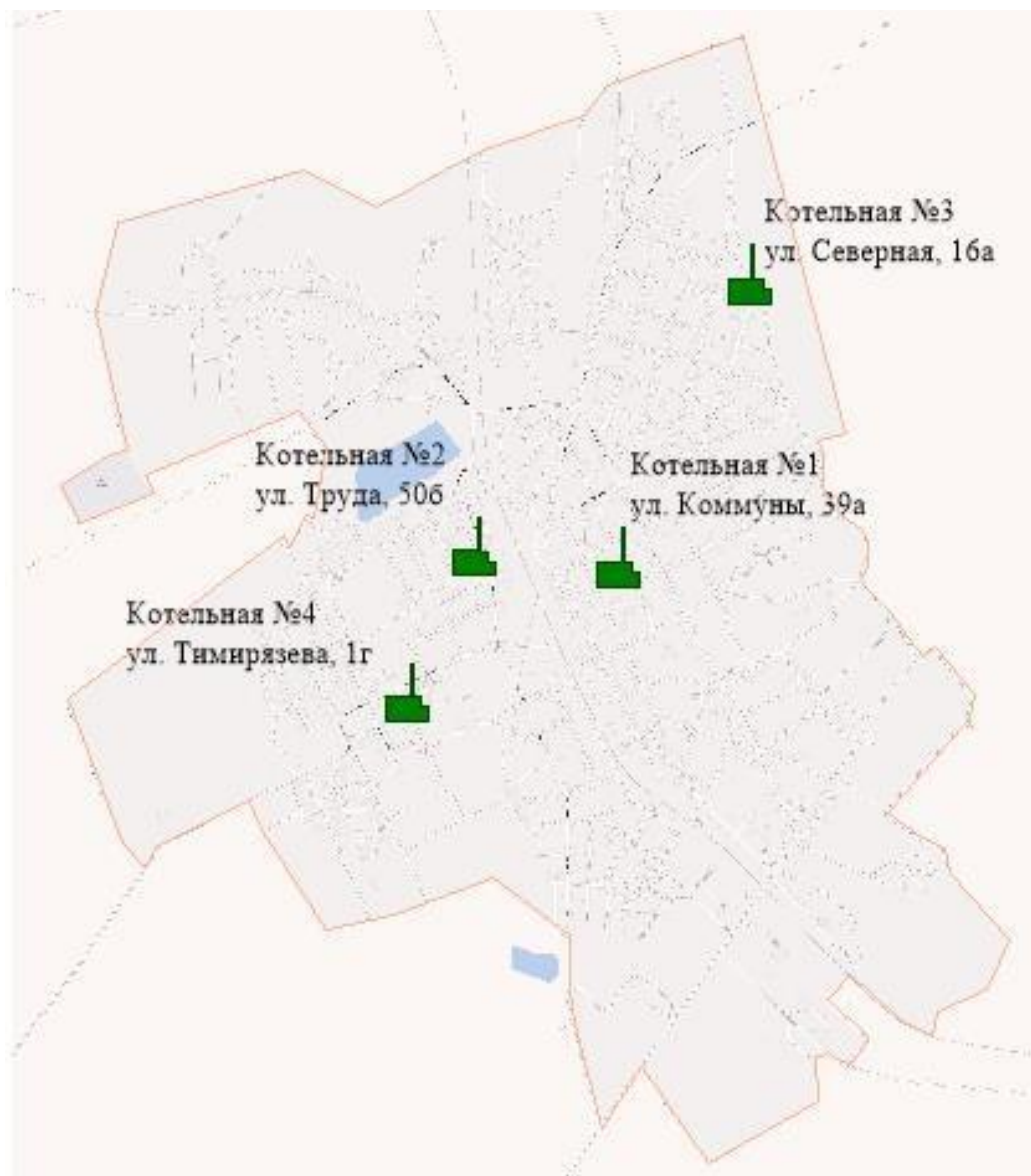 Котельная №3
ул. Северная, 16а
Котельная №2
ул. Труда, 50б
Котельная №1
ул. Коммуны, 39а
Котельная №4
ул. Тимирязева, 1г